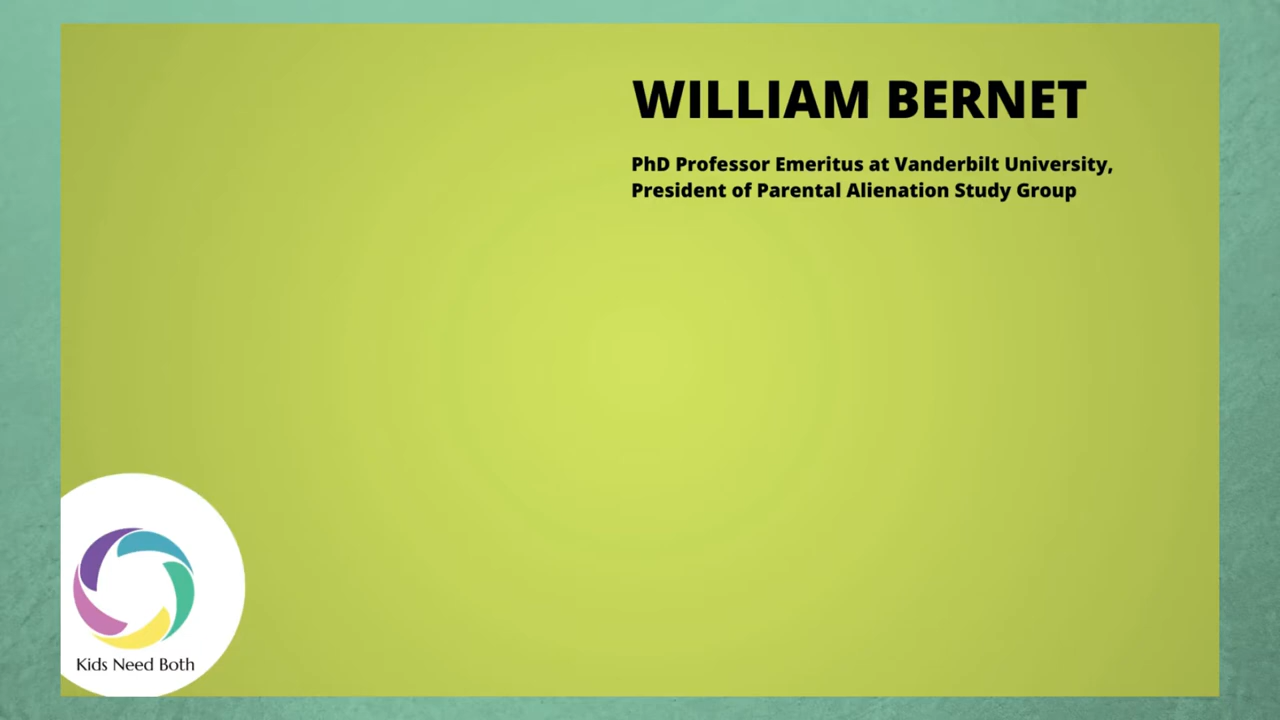 WILLIAM BERNET
PhD Professor Emeritus at Vanderbilt University,
President of Parental Alienation Study Group
Kids Need Both